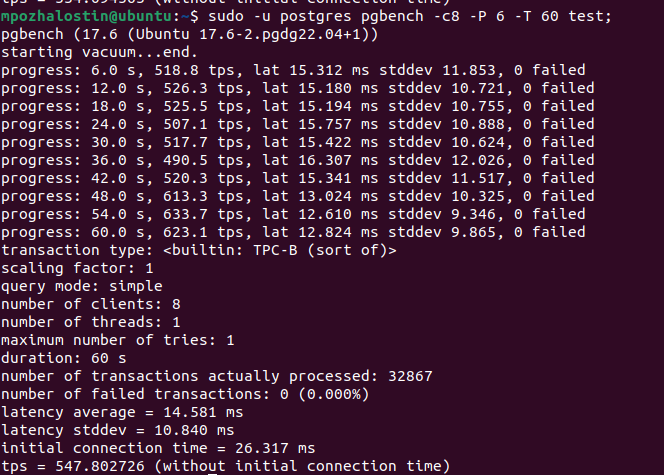 mpozhalostin@ubuntu:~$ sudo -u postgres pgbench -c8 -P 6 -T 60 test;
pgbench (17.6 (Ubuntu 17.6-2.pgdg22.04+1))
starting vacuum...end.
progress: 6.0 s, 518.8 tps, lat 15.312 ms stddev 11.853, 0 failed
progress: 12.0 s, 526.3 tps, lat 15.180 ms stddev 10.721, 0 failed
progress: 18.0 s, 525.5 tps, lat 15.194 ms stddev 10.755, 0 failed
progress: 24.0 s, 507.1 tps, lat 15.757 ms stddev 10.888, 0 failed
progress: 30.0 s, 517.7 tps, lat 15.422 ms stddev 10.624, 0 failed
progress: 36.0 s, 490.5 tps, lat 16.307 ms stddev 12.026, 0 failed
progress: 42.0 s, 520.3 tps, lat 15.341 ms stddev 11.517, 0 failed
progress: 48.0 s, 613.3 tps, lat 13.024 ms stddev 10.325, 0 failed
progress: 54.0 s, 633.7 tps, lat 12.610 ms stddev 9.346, 0 failed
progress: 60.0 s, 623.1 tps, lat 12.824 ms stddev 9.865, 0 failed
transaction type: <builtin: TPC-B (sort of)>
scaling factor: 1
query mode: simple
number of clients: 8
number of threads: 1
maximum number of tries: 1
duration: 60 s
number of transactions actually processed: 32867
number of failed transactions: 0 (0.000%)
latency average = 14.581 ms
latency stddev = 10.840 ms
initial connection time = 26.317 ms
tps = 547.802726 (without initial connection time)